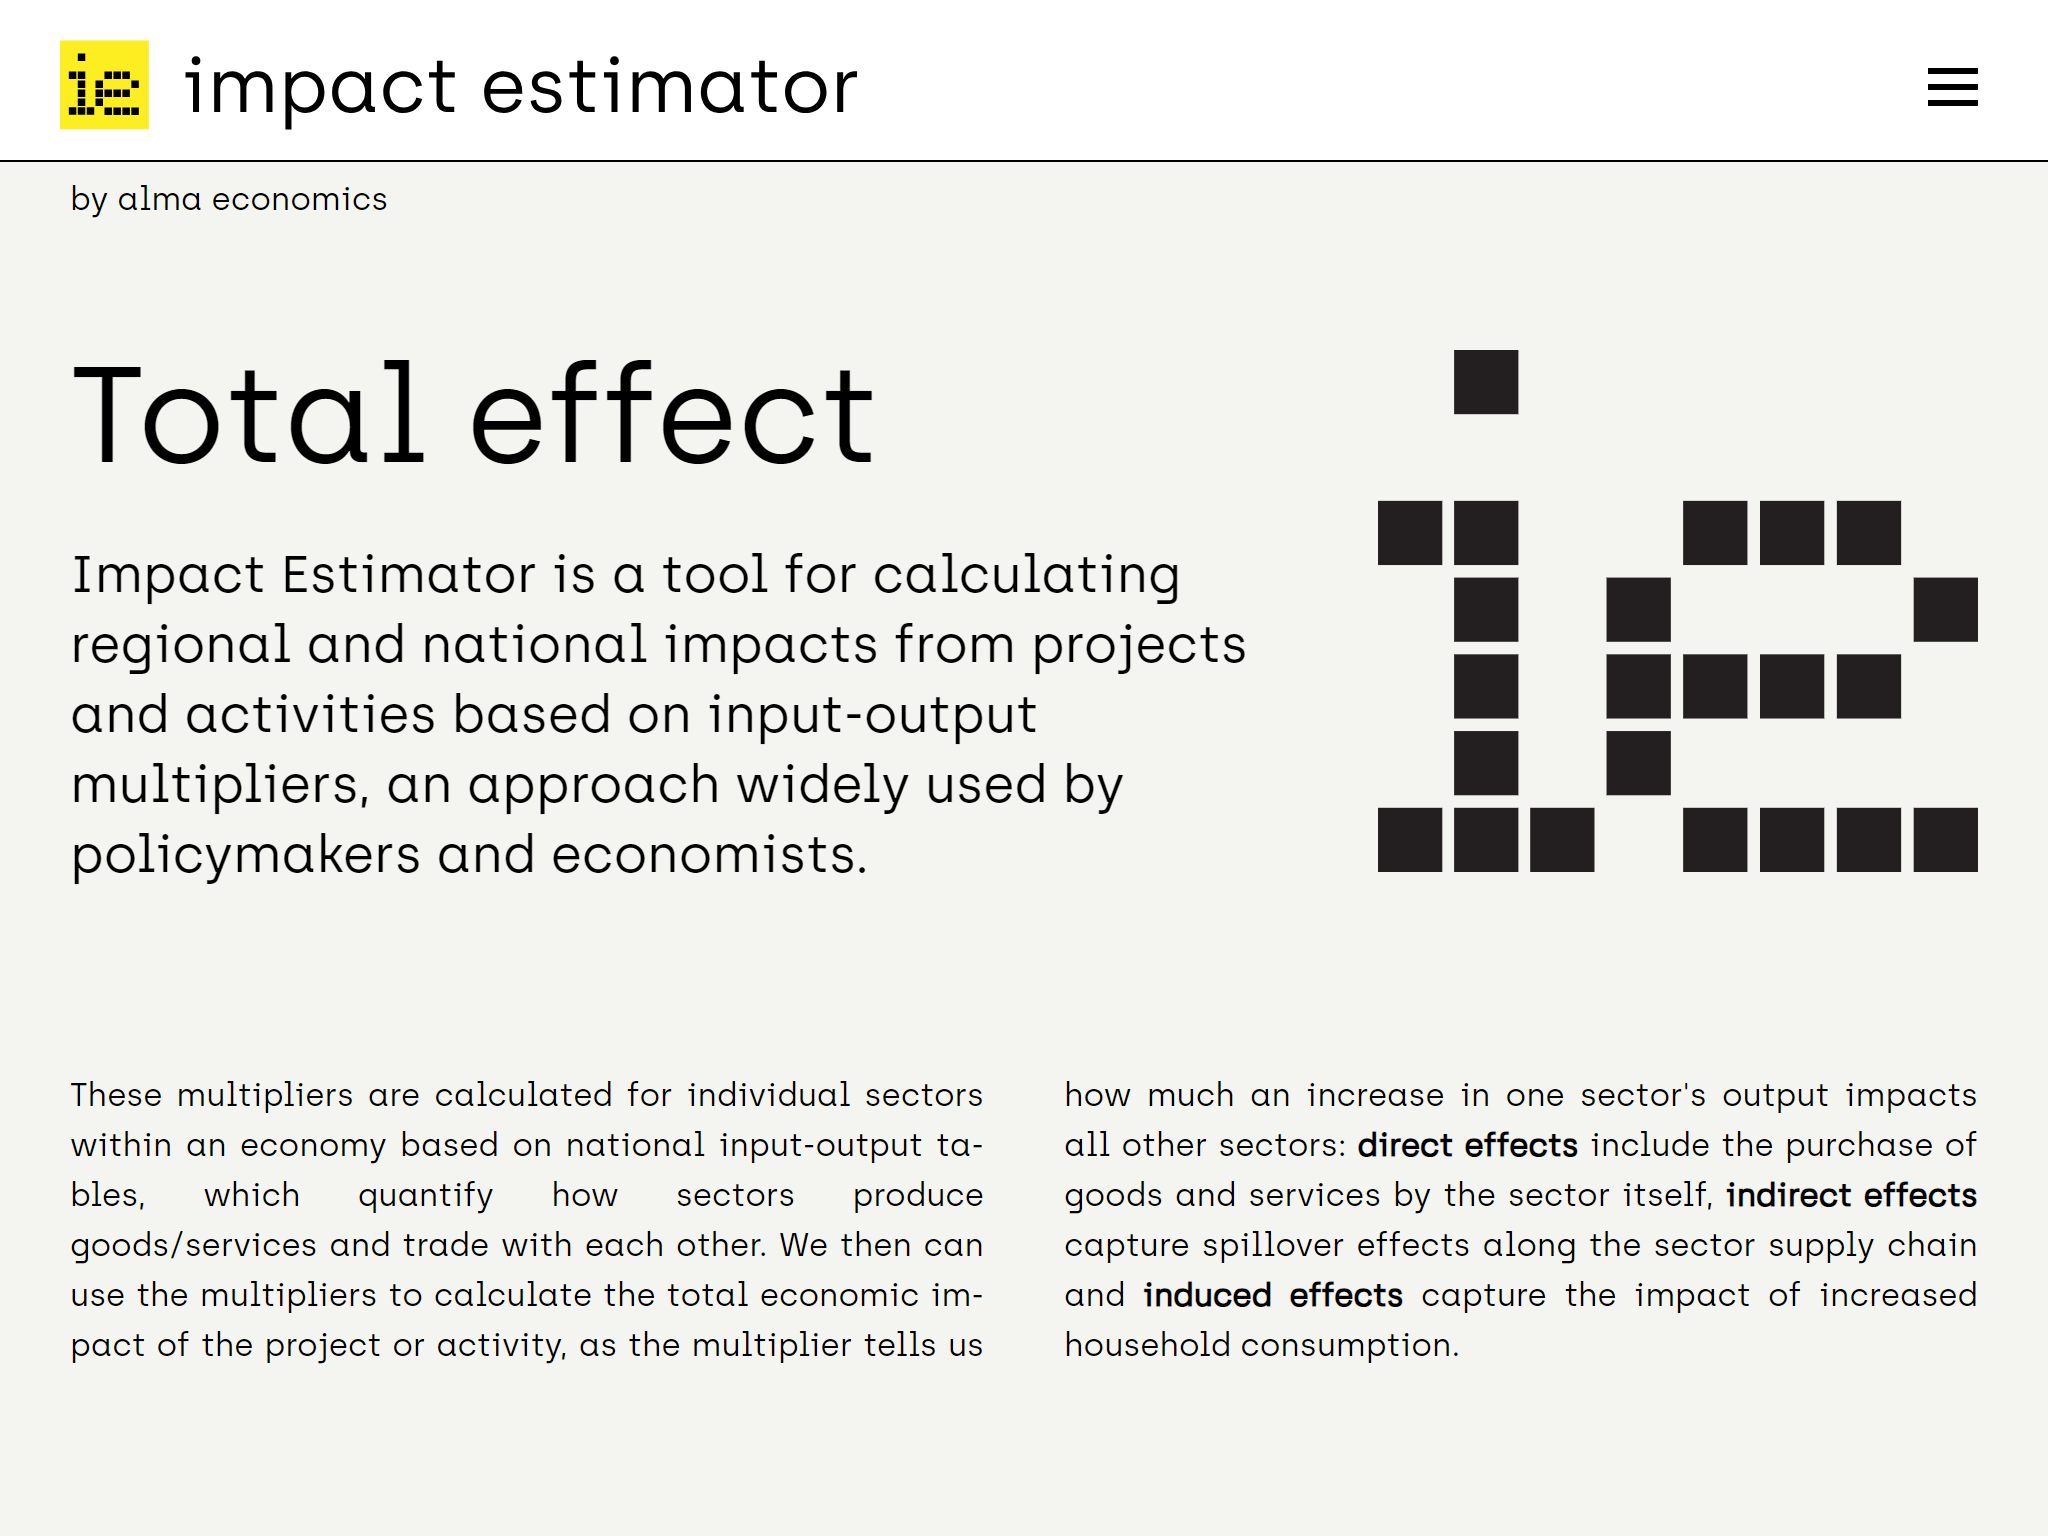 ie impact estimator
by alma economics
Total effect
Impact Estimator is a tool for calculating
regional and national impacts from projects
and activities based on input-output
multipliers, an approach widely used by
policymakers and economists.
ie
These multipliers are calculated for individual sectors
within an economy based on national input-output ta-
bles, which quantify how sectors produce
goods/services and trade with each other. We then can
use the multipliers to calculate the total economic im-
pact of the project or activity, as the multiplier tells us
how much an increase in one sector's output impacts
all other sectors: direct effects include the purchase of
goods and services by the sector itself, indirect effects
capture spillover effects along the sector supply chain
and induced effects capture the impact of increased
household consumption.